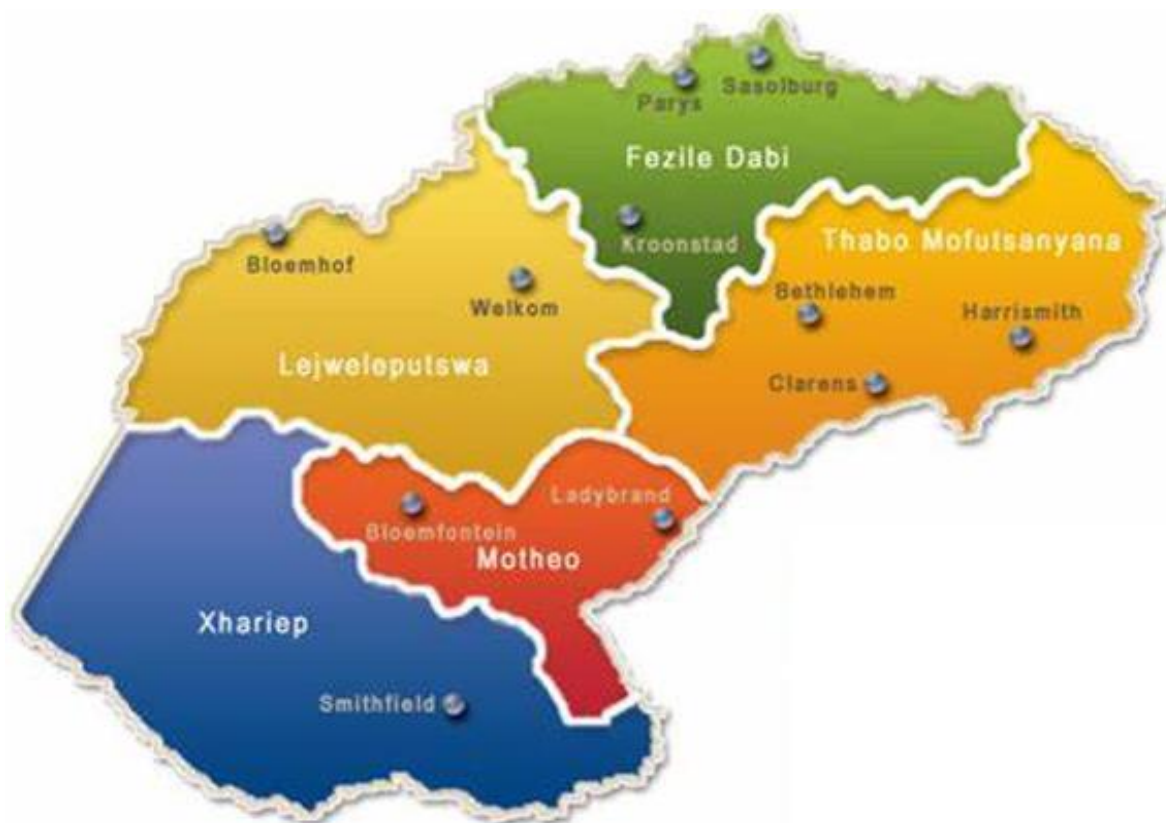 Sasolburg
Parys
Fezile Dabi
Kroonstad
Thabo Mofutsanyana
Bloemhof
Welkom
Bethlehem
Harrismith
Lejweleputswa
Clarens
Ladybrand
Bloemfontein
Motheo
Xhariep
Smithfield